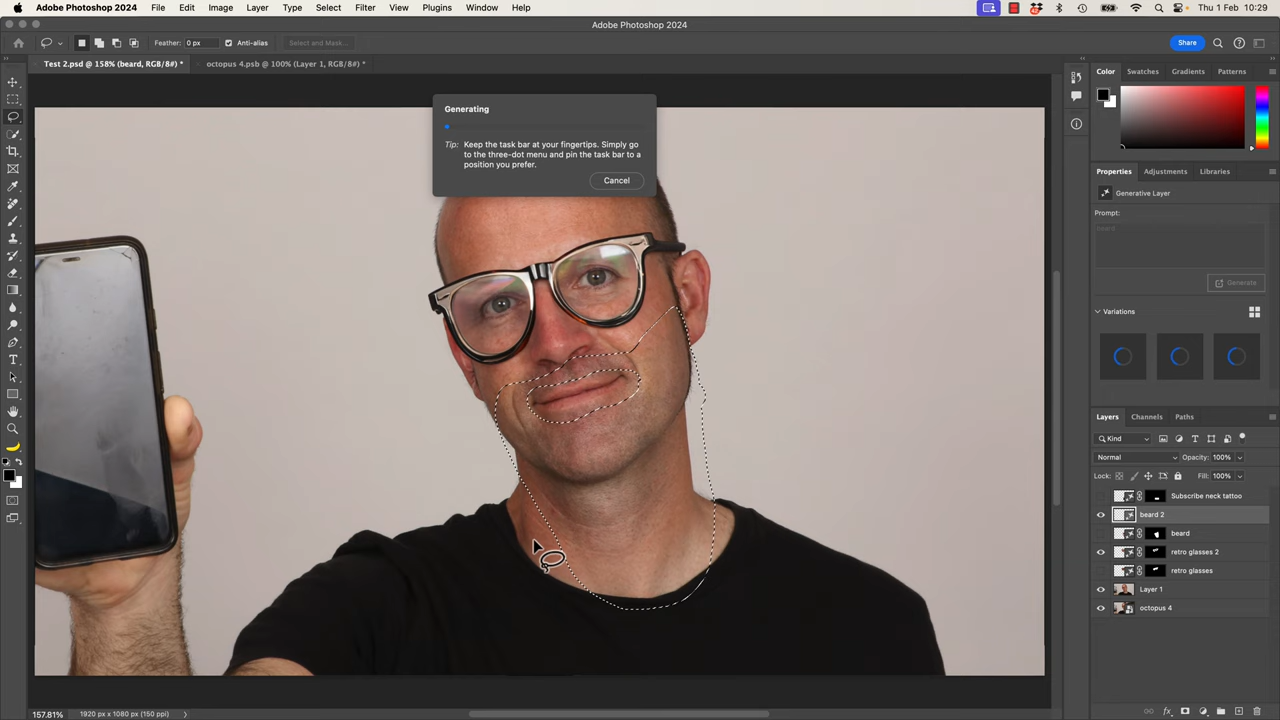 Adobe Photoshop 2024 File Edit Image Layer Type Select Filter View Plugins Window Help Thu 1 Feb 10:29
Adobe Photoshop 2024
Feather: 0 px Anti-alias Select and Mask... Share
Test 2.psd @ 158% (beard, RGB/8#) * octopus 4.psb @ 100% (Layer 1, RGB/8#) *
Color Swatches Gradients Patterns
Generating
Tip: Keep the task bar at your fingertips. Simply go
to the three-dot menu and pin the task bar to a
position you prefer.
Cancel
Properties Adjustments Libraries
Generative Layer
Prompt:
beard
Generate
Variations
Layers Channels Paths
Kind
Normal Opacity: 100%
Lock: Fill: 100%
Subscribe neck tattoo
beard 2
beard
retro glasses 2
retro glasses
Layer 1
octopus 4
157.81% 1920 px x 1080 px (150 ppi)